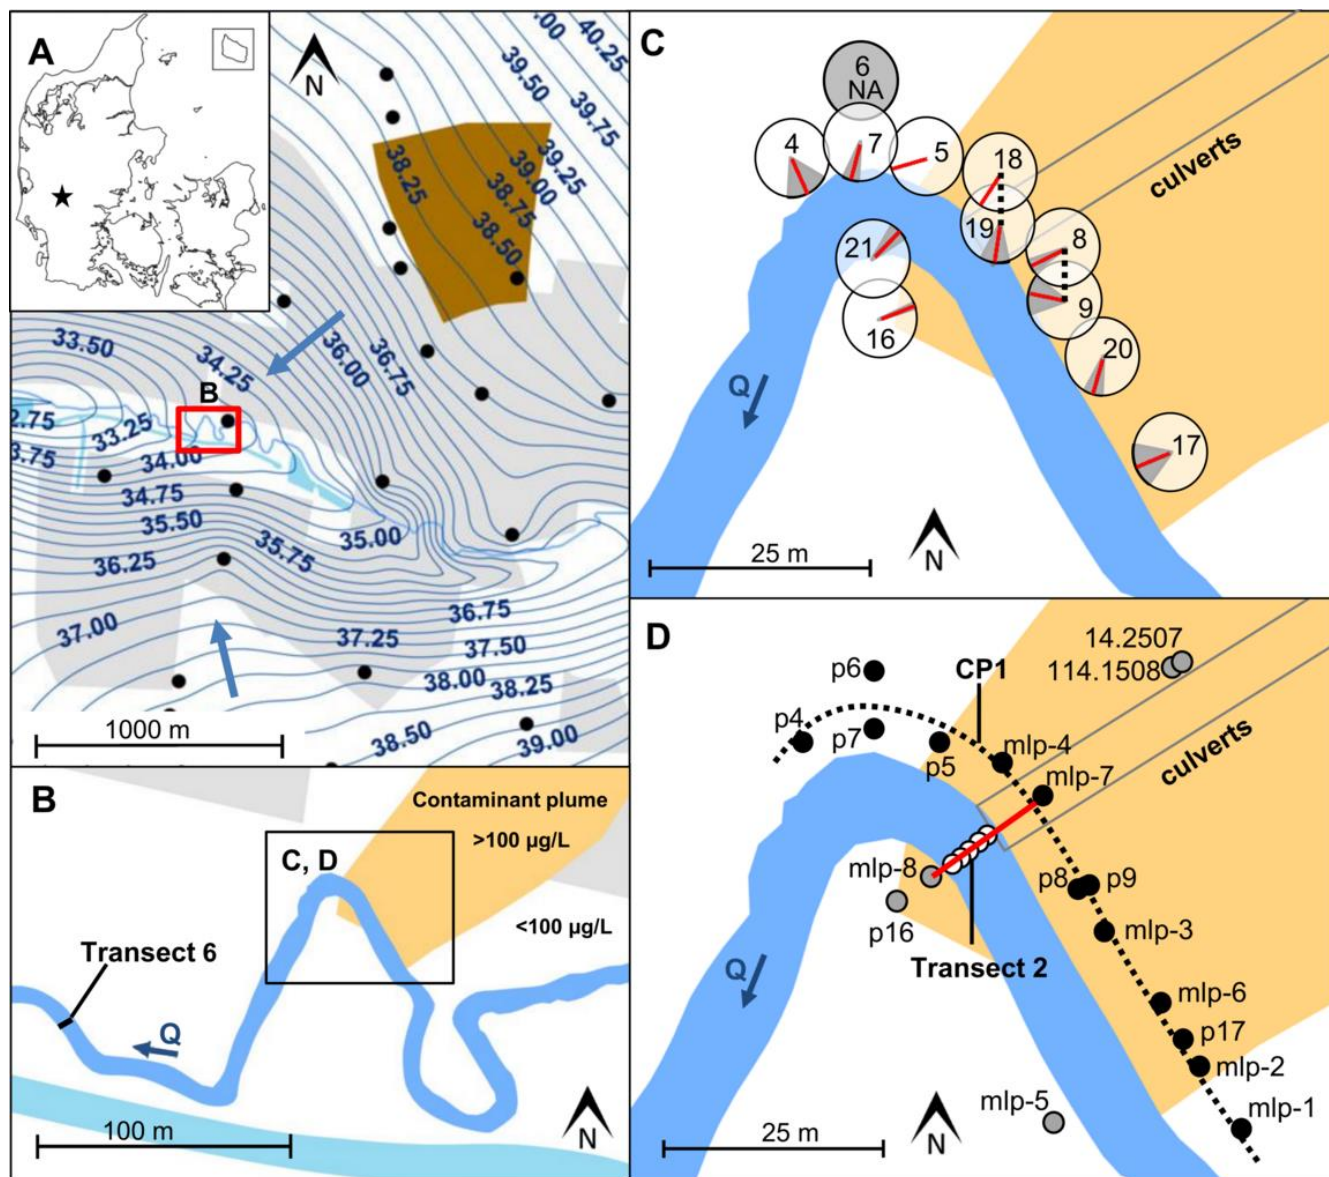 A
N
.00
40.25
39.50
39.75
38.25
39.00
39.25
38.75
38.50
33.50
34.25
36.00
36.75
B
2.75
33.25
3.75
34.00
34.75
35.50
35.00
36.25
35.75
36.75
37.00
37.25
37.50
38.00
38.25
38.50
39.00
1000 m
B
Contaminant plume
>100 µg/L
C, D
<100 µg/L
Transect 6
Q
100 m
N
C
6
NA
4
7
5
18
culverts
19
8
21
9
16
20
Q
17
25 m
N
D
14.2507
114.1508
p6
CP1
p4
p7
p5
mlp-4
culverts
mlp-7
mlp-8
p8
p9
p16
mlp-3
Transect 2
Q
mlp-6
p17
mlp-2
mlp-5
mlp-1
25 m
N